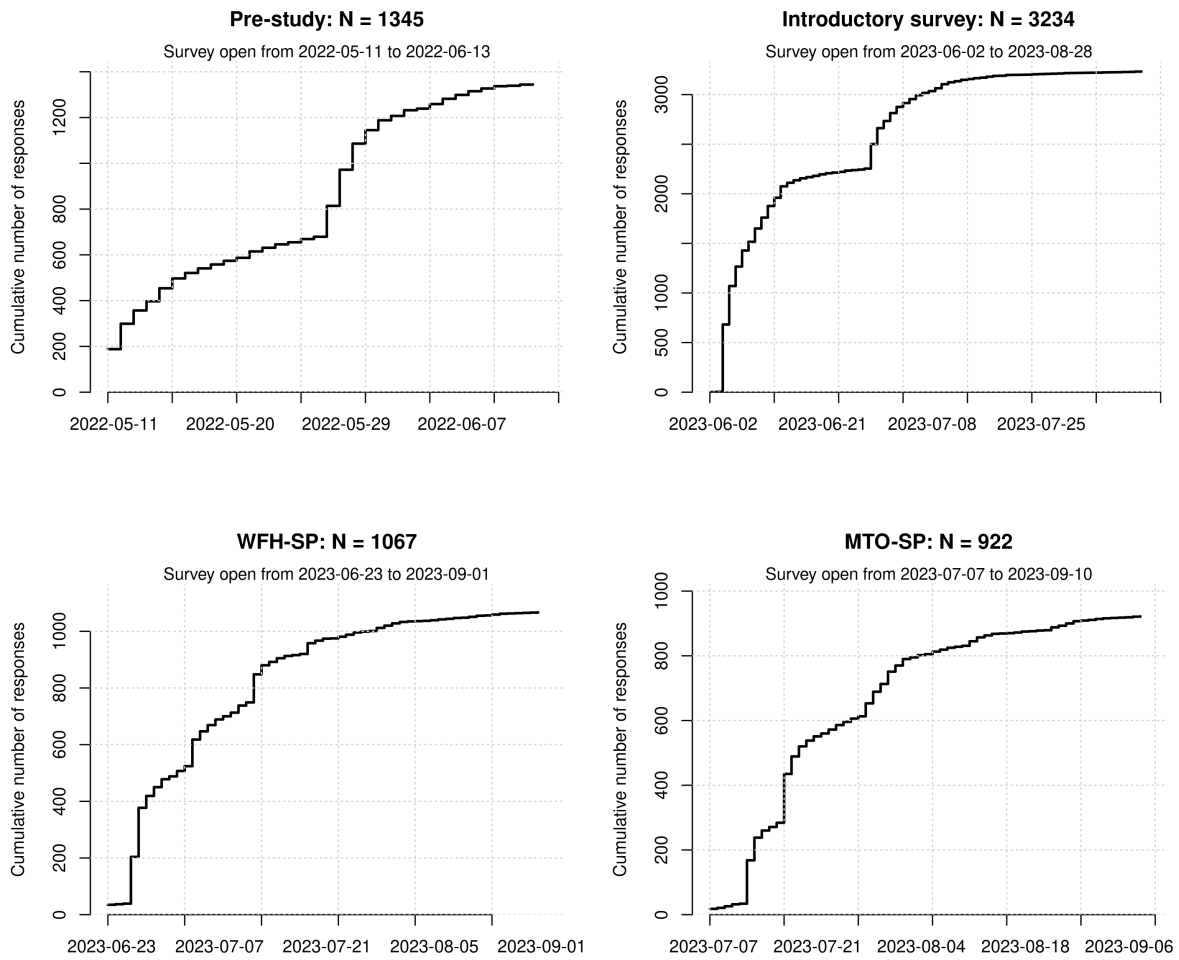 Pre-study: N = 1345
Survey open from 2022-05-11 to 2022-06-13
Cumulative number of responses
0 200 400 600 800 1200
2022-05-11 2022-05-20 2022-05-29 2022-06-07
Introductory survey: N = 3234
Survey open from 2023-06-02 to 2023-08-28
Cumulative number of responses
0 500 1000 2000 3000
2023-06-02 2023-06-21 2023-07-08 2023-07-25
WFH-SP: N = 1067
Survey open from 2023-06-23 to 2023-09-01
Cumulative number of responses
0 200 400 600 800 1000
2023-06-23 2023-07-07 2023-07-21 2023-08-05 2023-09-01
MTO-SP: N = 922
Survey open from 2023-07-07 to 2023-09-10
Cumulative number of responses
0 200 400 600 800 1000
2023-07-07 2023-07-21 2023-08-04 2023-08-18 2023-09-06